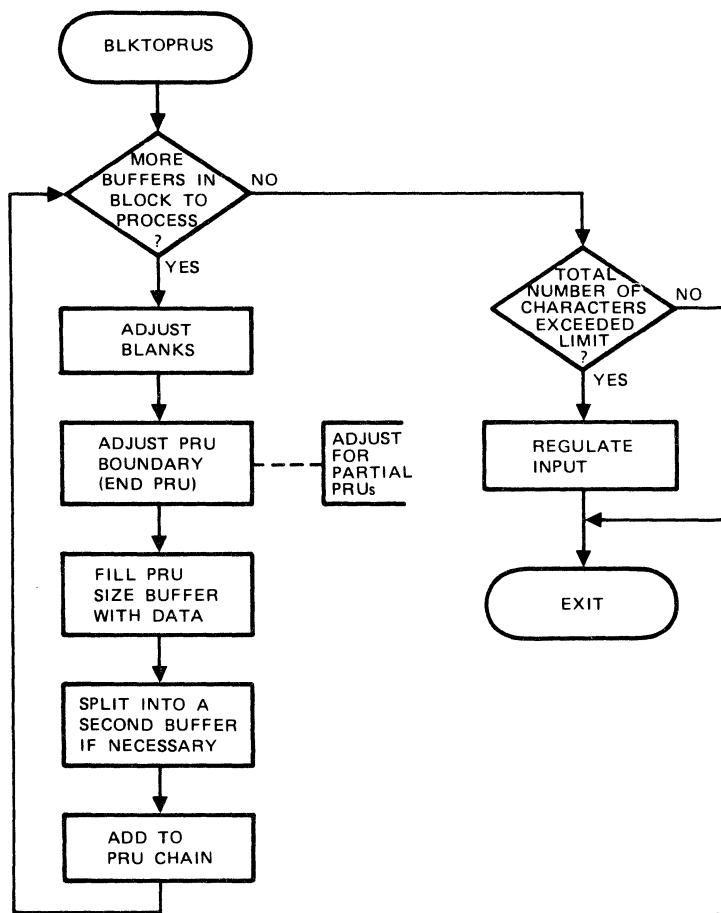 BLKTOPRUS
MORE
BUFFERS IN
BLOCK TO
PROCESS
?
NO
YES
ADJUST
BLANKS
ADJUST PRU
BOUNDARY
(END PRU)
ADJUST
FOR
PARTIAL
PRUs
FILL PRU
SIZE BUFFER
WITH DATA
SPLIT INTO A
SECOND BUFFER
IF NECESSARY
ADD TO
PRU CHAIN
TOTAL
NUMBER OF
CHARACTERS
EXCEEDED
LIMIT
?
NO
YES
REGULATE
INPUT
EXIT